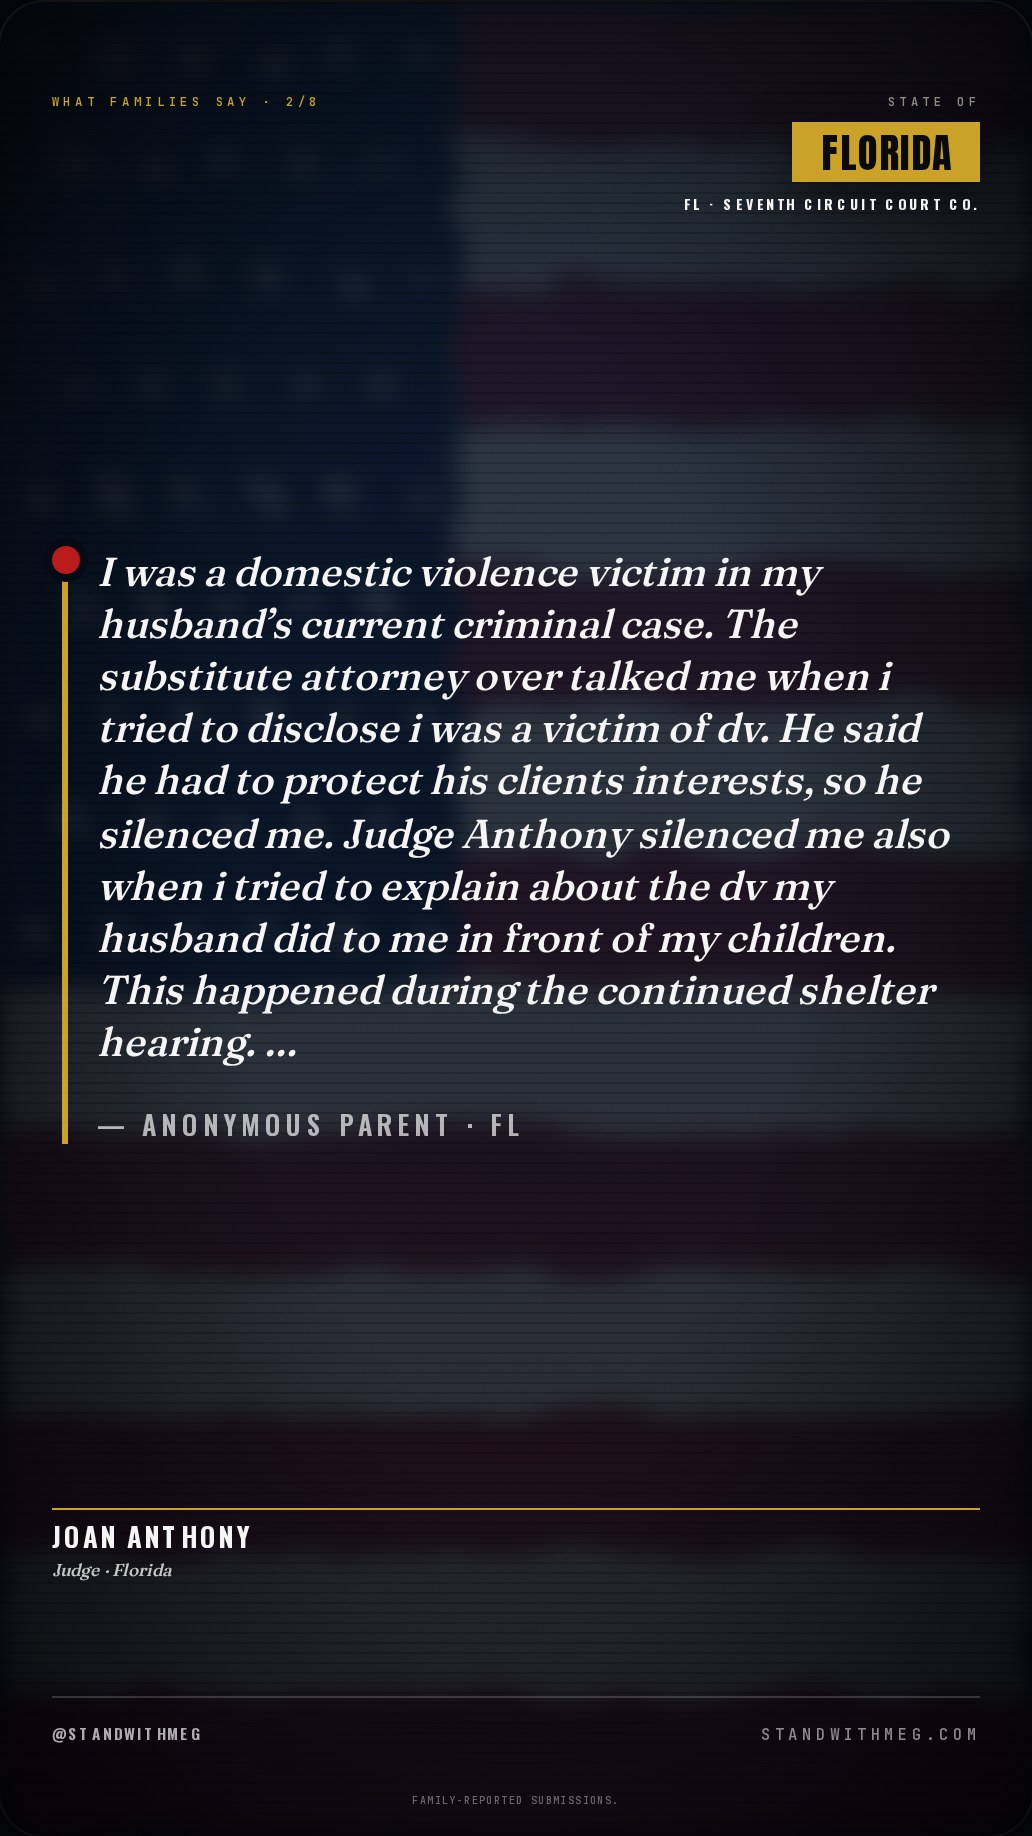 WHAT FAMILIES SAY · 2/8
STATE OF
FLORIDA
FL · SEVENTH CIRCUIT COURT CO.
I was a domestic violence victim in my
husband’s current criminal case. The
substitute attorney over talked me when i
tried to disclose i was a victim of dv. He said
he had to protect his clients interests, so he
silenced me. Judge Anthony silenced me also
when i tried to explain about the dv my
husband did to me in front of my children.
This happened during the continued shelter
hearing. ...
— ANONYMOUS PARENT · FL
JOAN ANTHONY
Judge · Florida
@STANDWITHMEG
STANDWITHMEG.COM
FAMILY-REPORTED SUBMISSIONS.